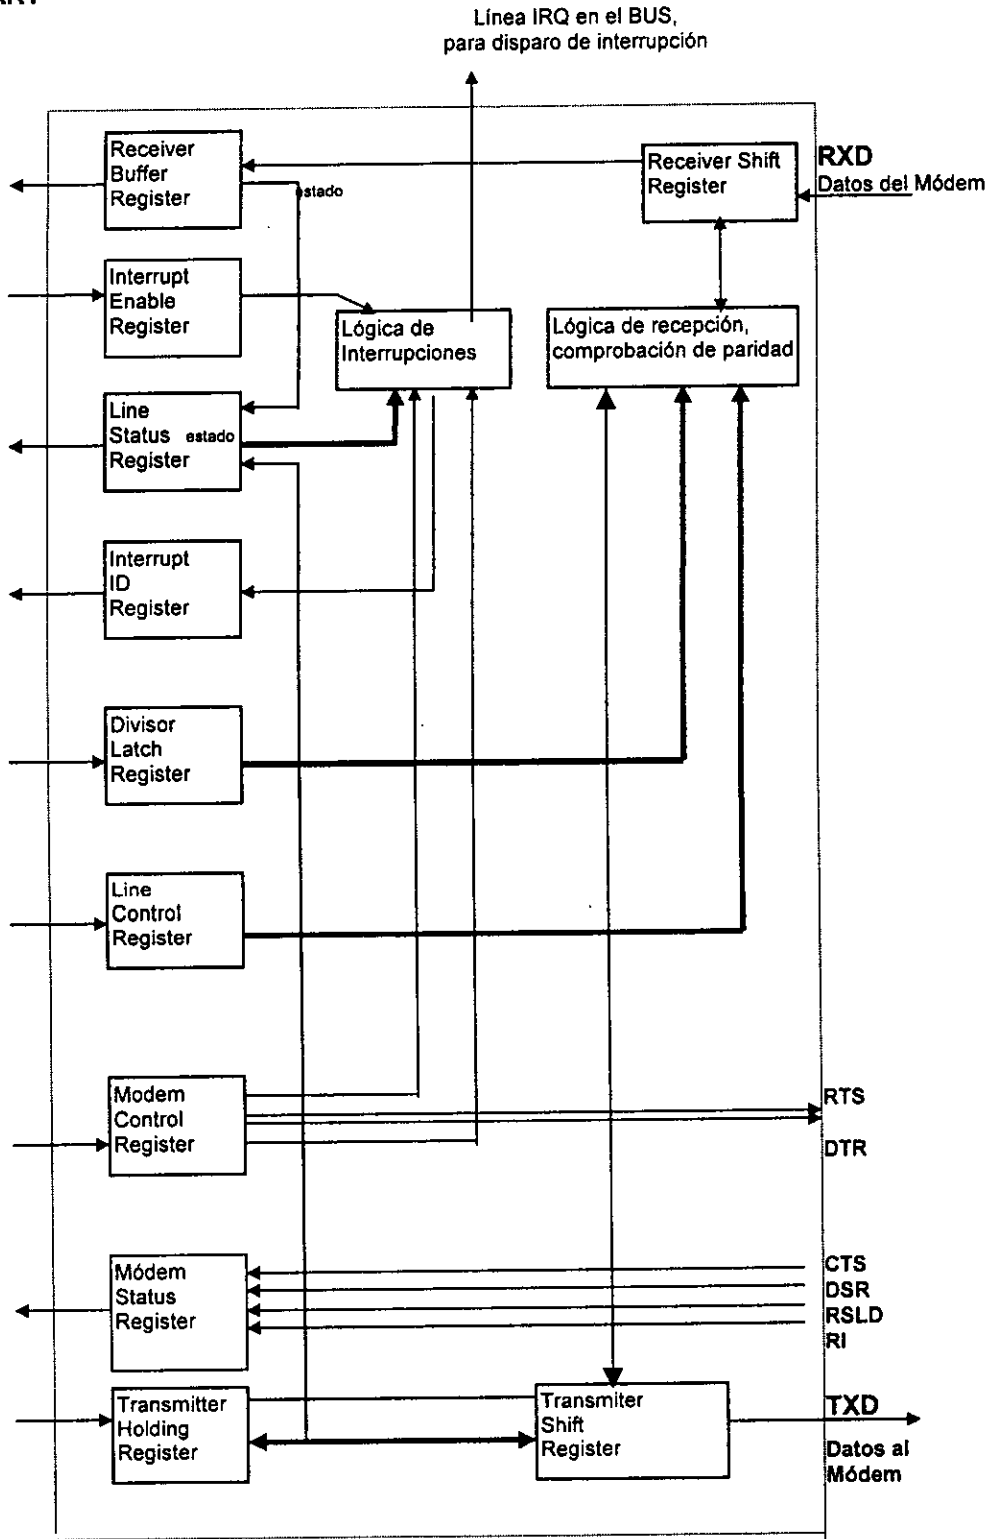 Línea IRQ en el BUS,
para disparo de interrupción
Receiver
Buffer
Register
estado
Receiver Shift
Register
RXD
Datos del Módem
Interrupt
Enable
Register
Lógica de
Interrupciones
Lógica de recepción,
comprobación de paridad
Line
Status estado
Register
Interrupt
ID
Register
Divisor
Latch
Register
Line
Control
Register
Modem
Control
Register
RTS
DTR
Módem
Status
Register
CTS
DSR
RSLD
RI
Transmitter
Holding
Register
Transmiter
Shift
Register
TXD
Datos al
Módem